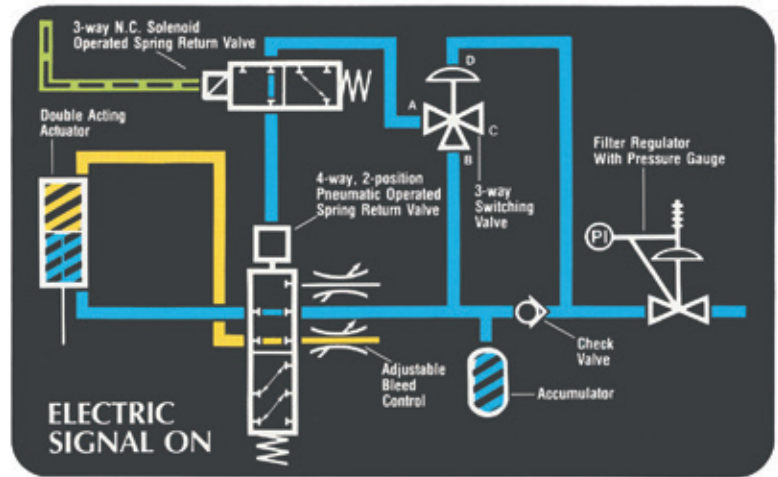 3-way N.C. Solenoid
Operated Spring Return Valve
Double Acting
Actuator
4-way, 2-position
Pneumatic Operated
Spring Return Valve
D
A
C
B
3-way
Switching
Valve
Filter Regulator
With Pressure Gauge
PI
Check
Valve
Adjustable
Bleed
Control
Accumulator
ELECTRIC
SIGNAL ON